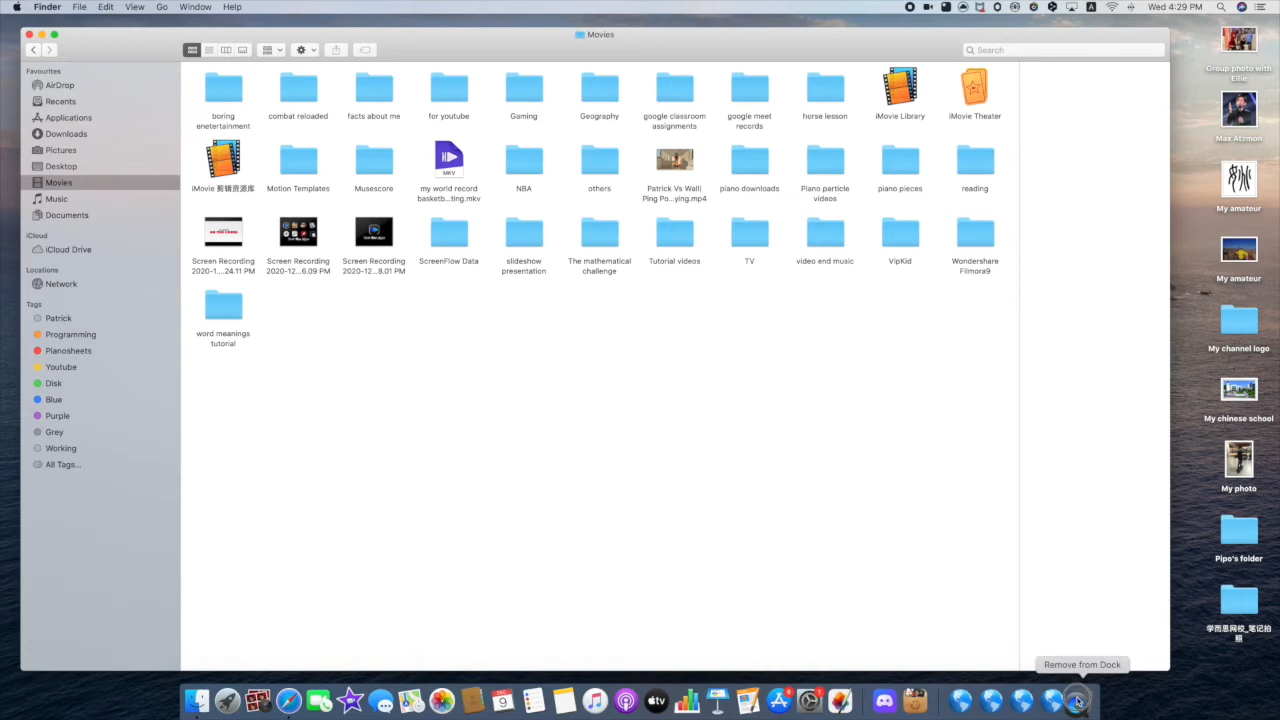 Finder File Edit View Go Window Help
A Wed 4:29 PM
Movies
Search
Favourites
AirDrop
Recents
Applications
Downloads
Pictures
Desktop
Movies
Music
Documents
iCloud
iCloud Drive
Locations
Network
Tags
Patrick
Programming
Pianosheets
Youtube
Disk
Blue
Purple
Grey
Working
All Tags...
boring
enetertainment
combat reloaded
facts about me
for youtube
Gaming
Geography
google classroom
assignments
google meet
records
horse lesson
iMovie Library
iMovie Theater
iMovie 剪辑资源库
Motion Templates
Musescore
MKV
my world record
basketb...ting.mkv
NBA
others
Patrick Vs Wall|
Ping Po...ying.mp4
piano downloads
Piano particle
videos
piano pieces
reading
Screen Recording
2020-1....24.11 PM
Screen Recording
2020-12...6.09 PM
Screen Recording
2020-12...8.01 PM
ScreenFlow Data
slideshow
presentation
The mathematical
challenge
Tutorial videos
TV
video end music
VipKid
Wondershare
Filmora9
word meanings
tutorial
Group photo with
Ellie
Max Atzmon
My amateur
My amateur
My channel logo
My chinese school
My photo
Pipo's folder
学而思网校_笔记拍
照
Remove from Dock
9
tv
1